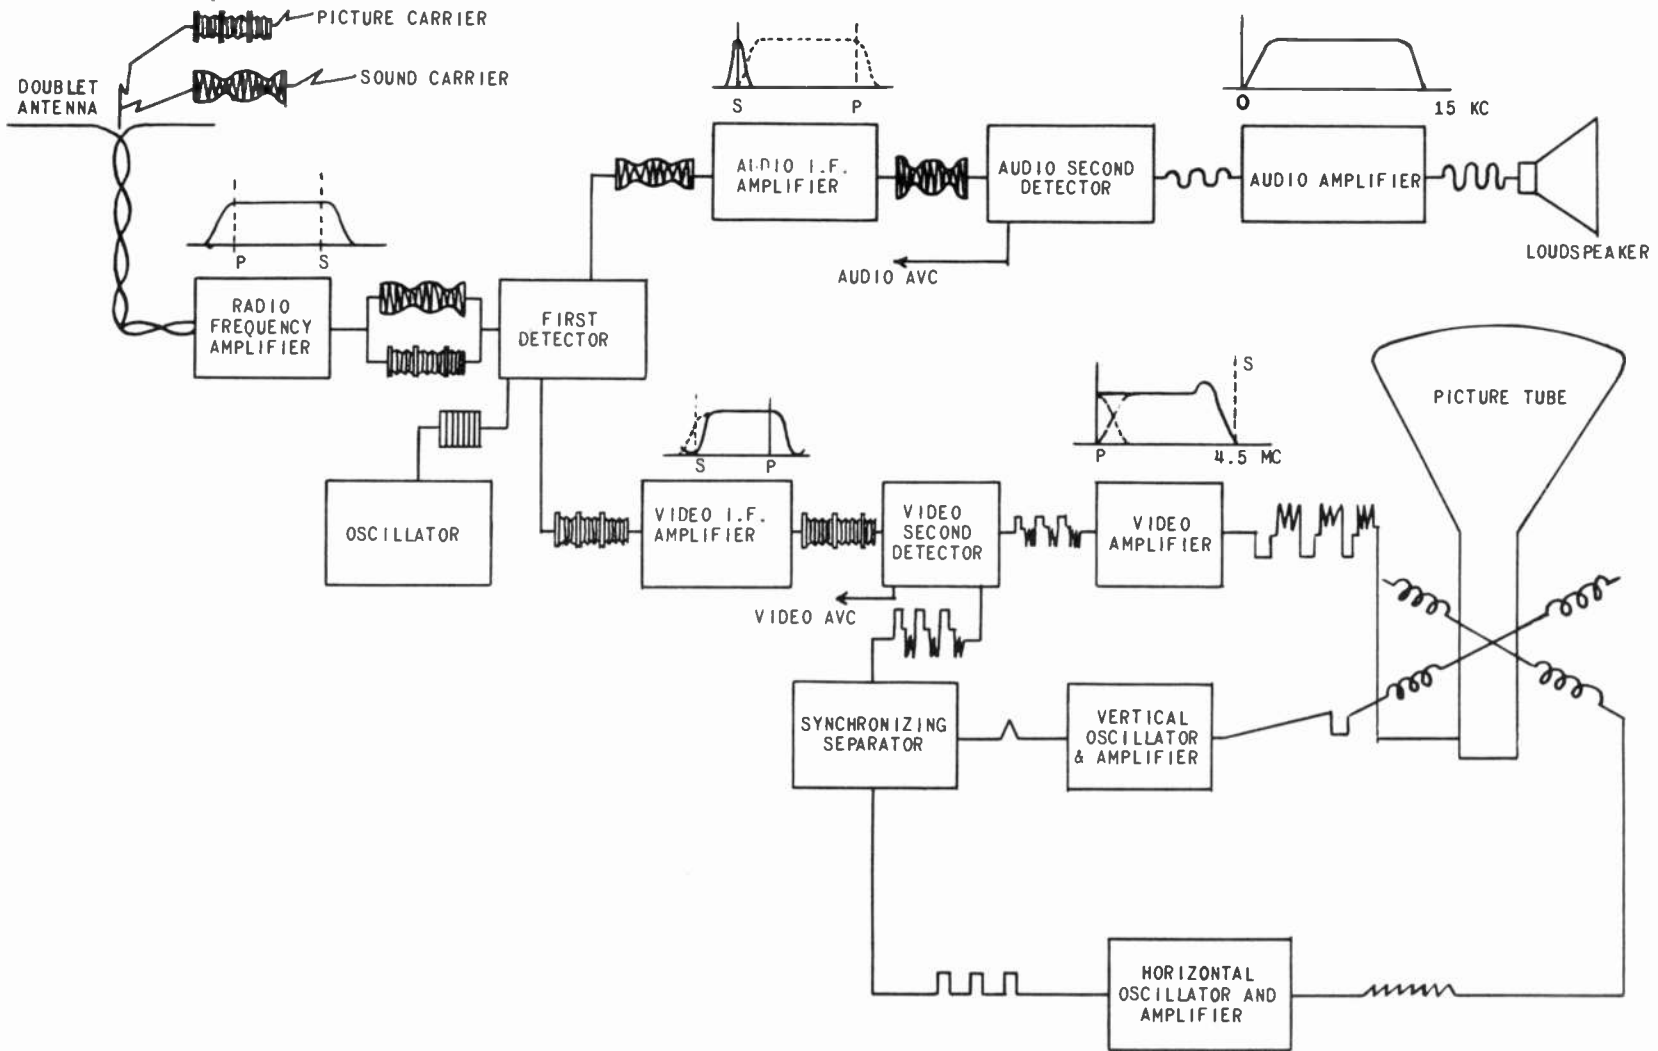 PICTURE CARRIER
SOUND CARRIER
DOUBLET
ANTENNA
P S
RADIO
FREQUENCY
AMPLIFIER
FIRST
DETECTOR
OSCILLATOR
S P
AUDIO I.F.
AMPLIFIER
AUDIO SECOND
DETECTOR
AUDIO AVC
O 15 KC
AUDIO AMPLIFIER
LOUDSPEAKER
S P
VIDEO I.F.
AMPLIFIER
VIDEO
SECOND
DETECTOR
VIDEO AVC
S
P 4.5 MC
VIDEO
AMPLIFIER
PICTURE TUBE
SYNCHRONIZING
SEPARATOR
VERTICAL
OSCILLATOR
& AMPLIFIER
HORIZONTAL
OSCILLATOR AND
AMPLIFIER